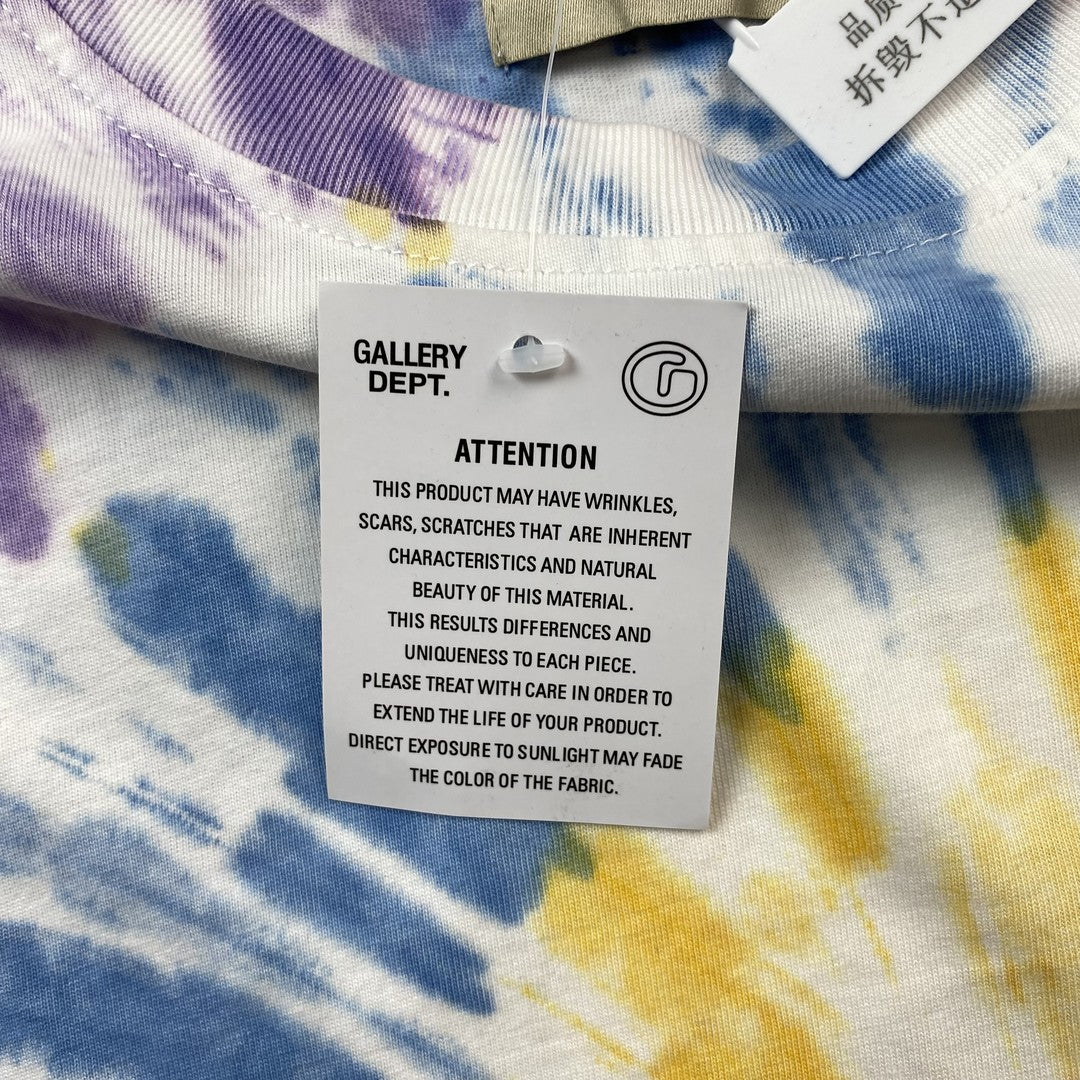 品质
拆毁不退
GALLERY
DEPT.
ATTENTION
THIS PRODUCT MAY HAVE WRINKLES,
SCARS, SCRATCHES THAT ARE INHERENT
CHARACTERISTICS AND NATURAL
BEAUTY OF THIS MATERIAL.
THIS RESULTS DIFFERENCES AND
UNIQUENESS TO EACH PIECE.
PLEASE TREAT WITH CARE IN ORDER TO
EXTEND THE LIFE OF YOUR PRODUCT.
DIRECT EXPOSURE TO SUNLIGHT MAY FADE
THE COLOR OF THE FABRIC.